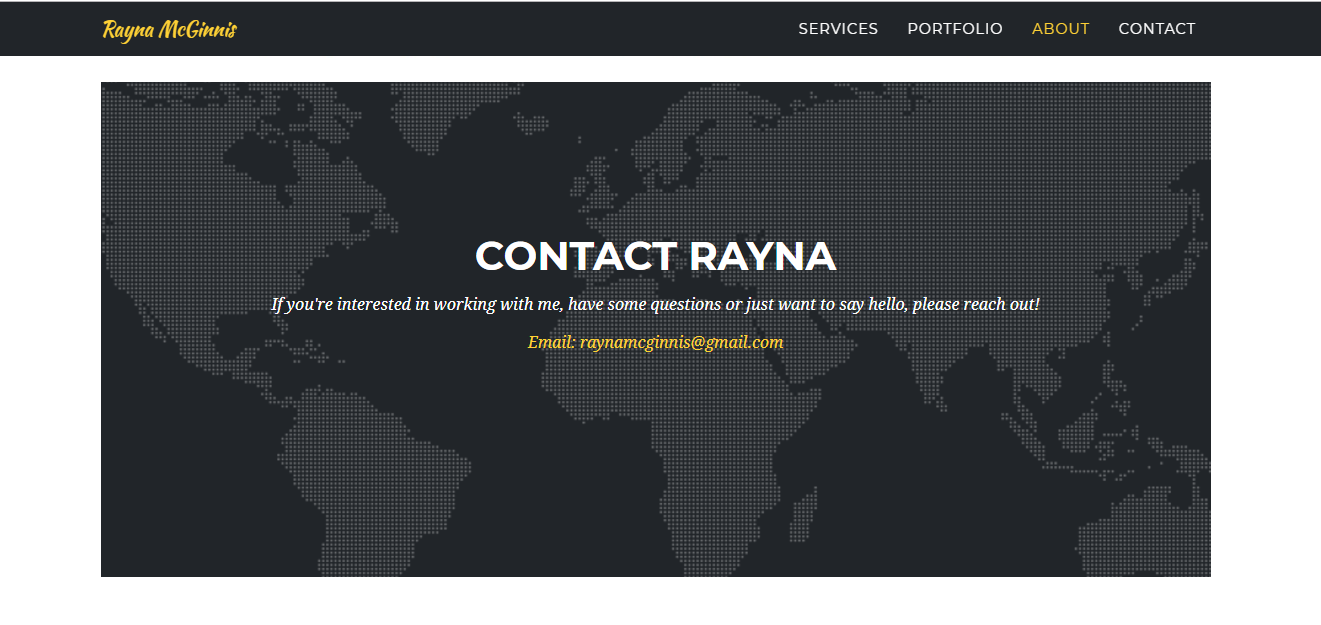 Rayna McGinnis
SERVICES PORTFOLIO ABOUT CONTACT
CONTACT RAYNA
If you're interested in working with me, have some questions or just want to say hello, please reach out!
Email: raynamcginnis@gmail.com